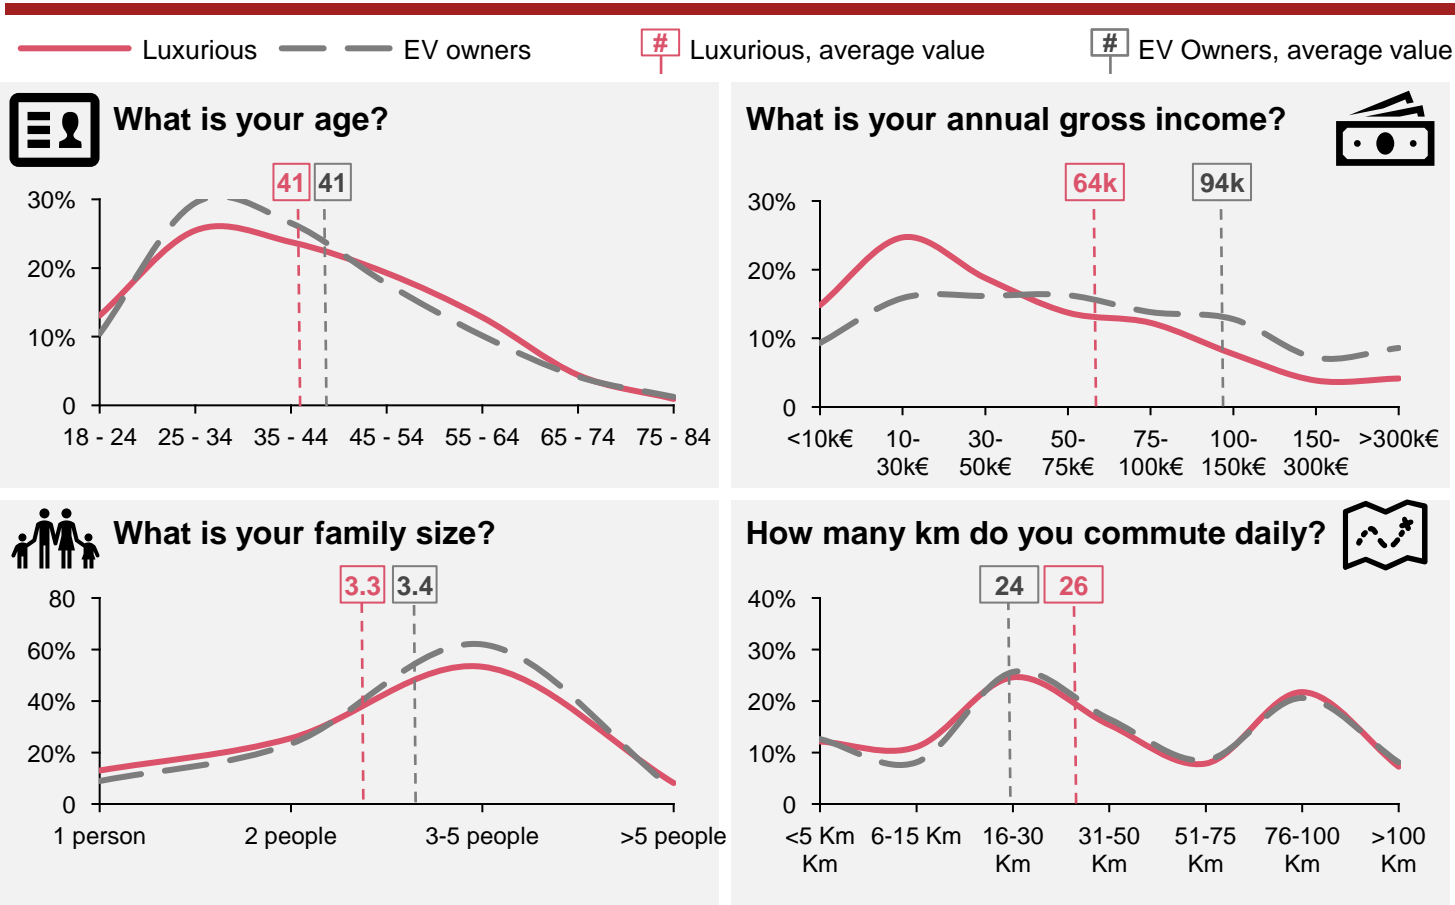 Luxurious
EV owners
# Luxurious, average value
# EV Owners, average value
What is your age?
41 41
30%
20%
10%
0
18 - 24 25 - 34 35 - 44 45 - 54 55 - 64 65 - 74 75 - 84
What is your annual gross income?
64k 94k
30%
20%
10%
0
<10k€ 10- 30- 50- 75- 100- 150- >300k€
30k€ 50k€ 75k€ 100k€ 150k€ 300k€
What is your family size?
3.3 3.4
80
60%
40%
20%
0
1 person 2 people 3-5 people >5 people
How many km do you commute daily?
24 26
40%
30%
20%
10%
0
<5 Km 6-15 Km 16-30 31-50 51-75 76-100 >100
Km Km Km Km Km Km